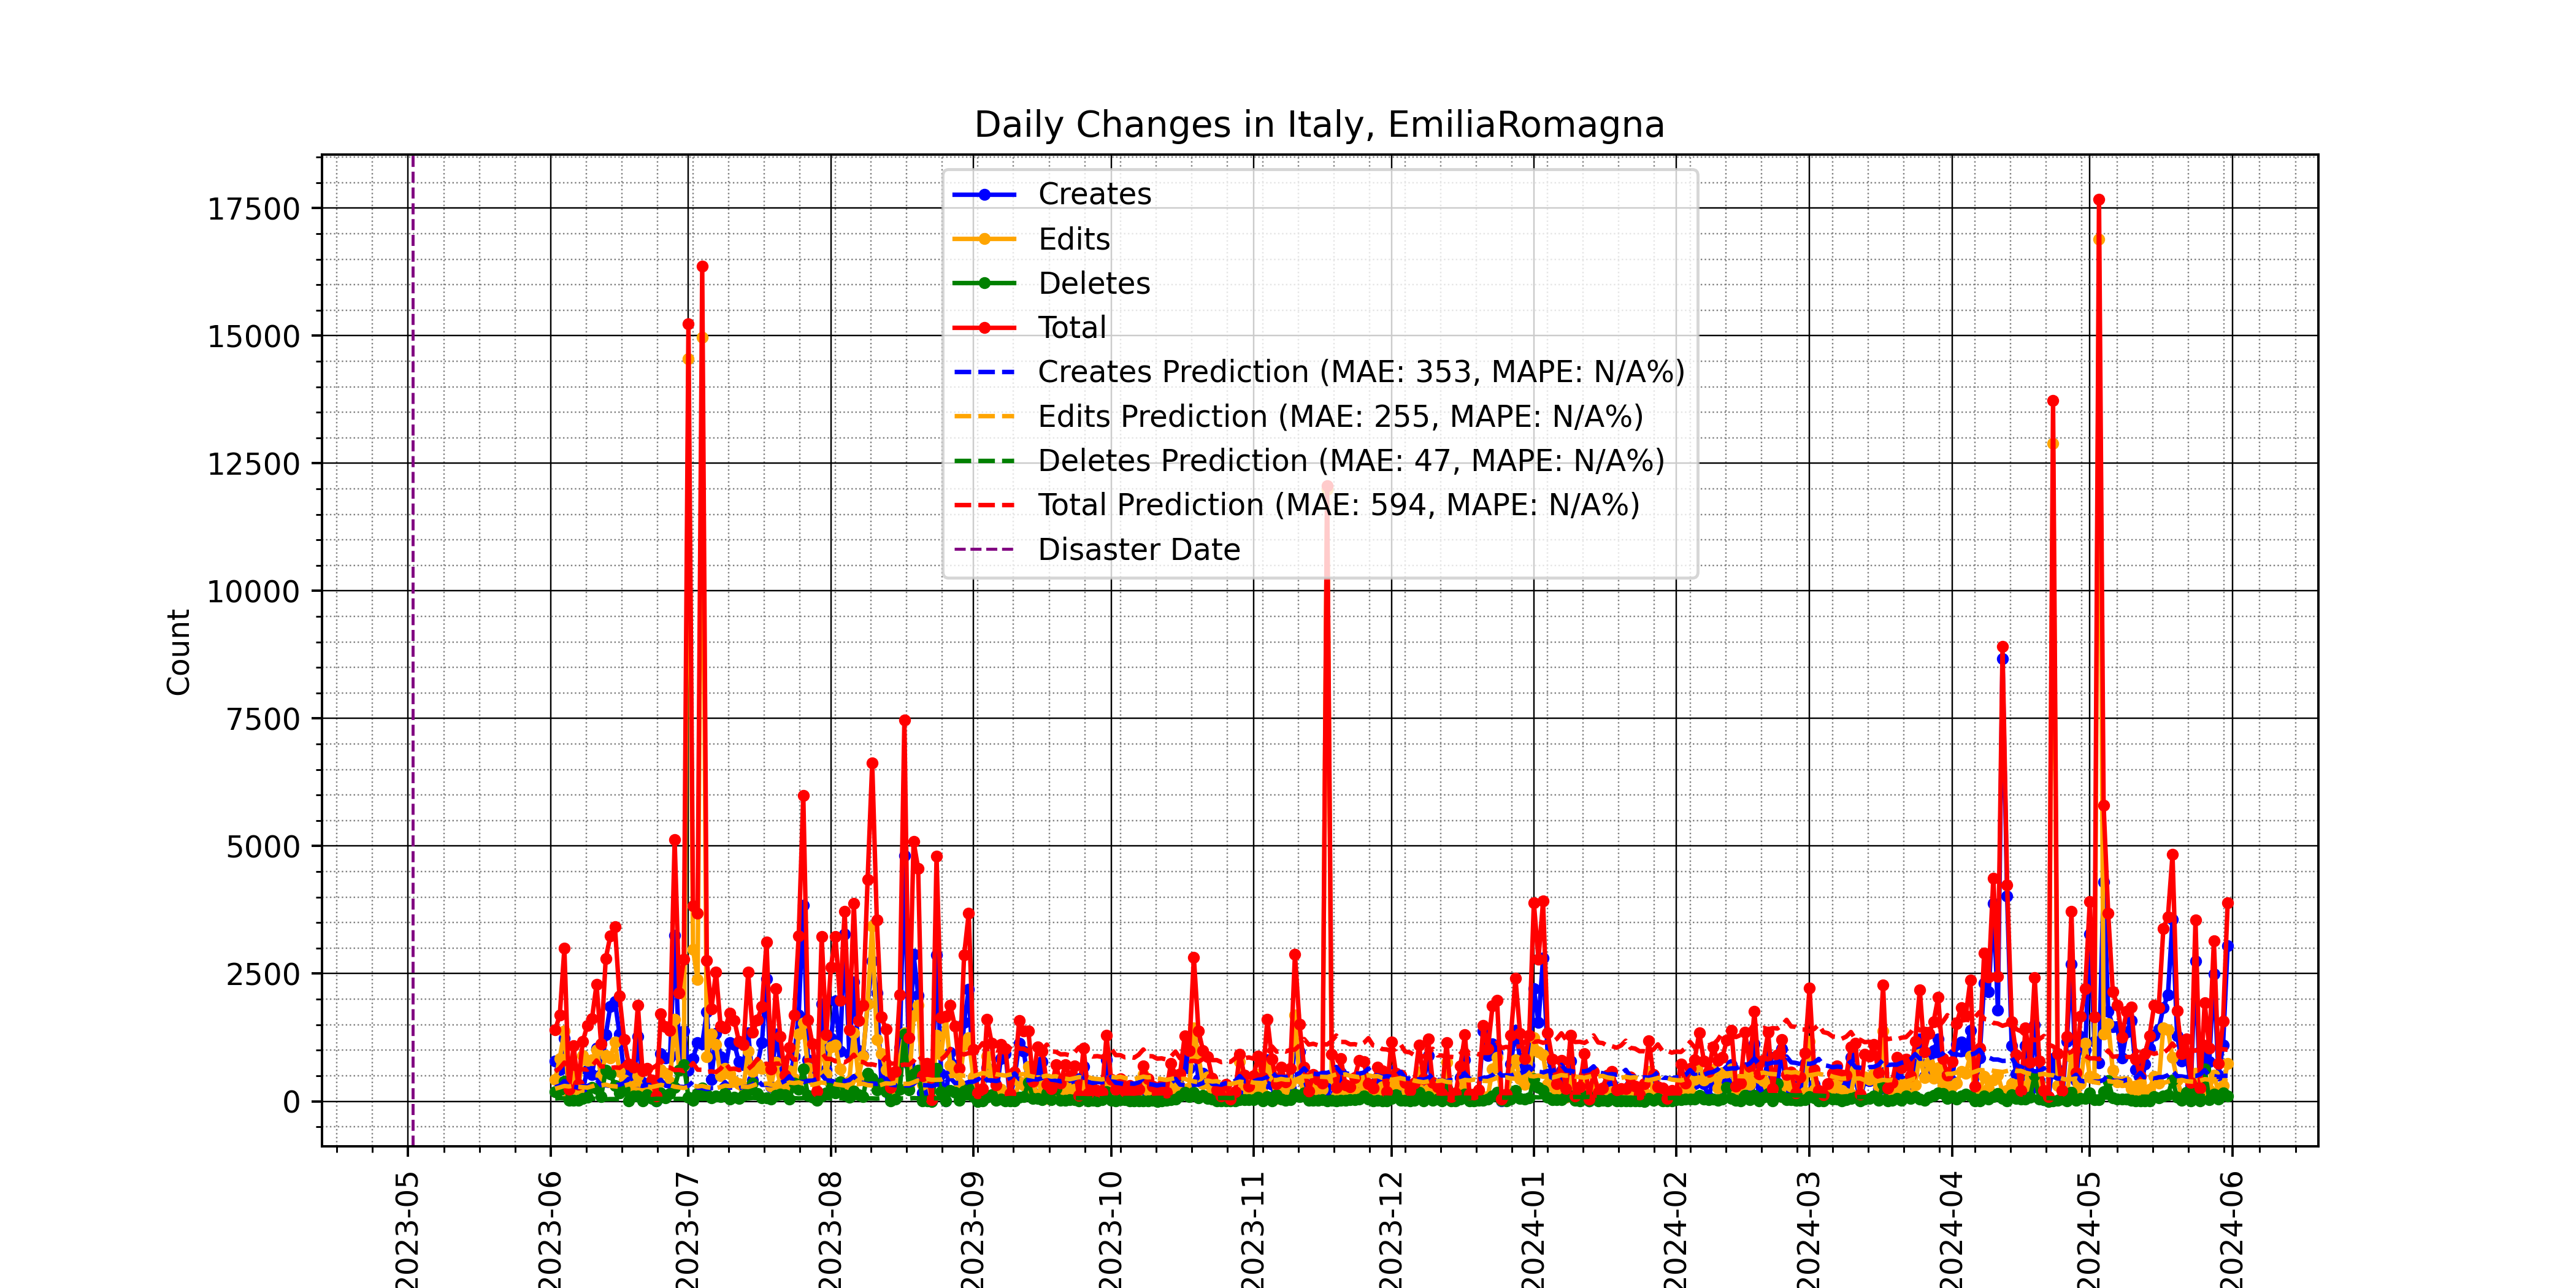 Daily Changes in Italy, EmiliaRomagna
Count
17500
15000
12500
10000
7500
5000
2500
0
Creates
Edits
Deletes
Total
Creates Prediction (MAE: 353, MAPE: N/A%)
Edits Prediction (MAE: 255, MAPE: N/A%)
Deletes Prediction (MAE: 47, MAPE: N/A%)
Total Prediction (MAE: 594, MAPE: N/A%)
Disaster Date
2023-05
2023-06
2023-07
2023-08
2023-09
2023-10
2023-11
2023-12
2024-01
2024-02
2024-03
2024-04
2024-05
2024-06